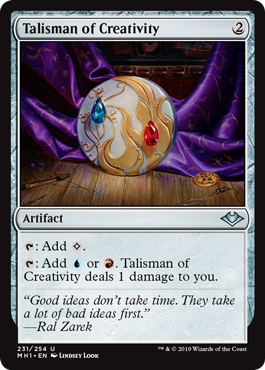 Talisman of Creativity 2
Artifact
: Add .
: Add or . Talisman of
Creativity deals 1 damage to you.
“Good ideas don’t take time. They take
a lot of bad ideas first.”
—Ral Zarek
231/254 U
MH1 • EN LINDSEY LOOK
™ & © 2019 Wizards of the Coast